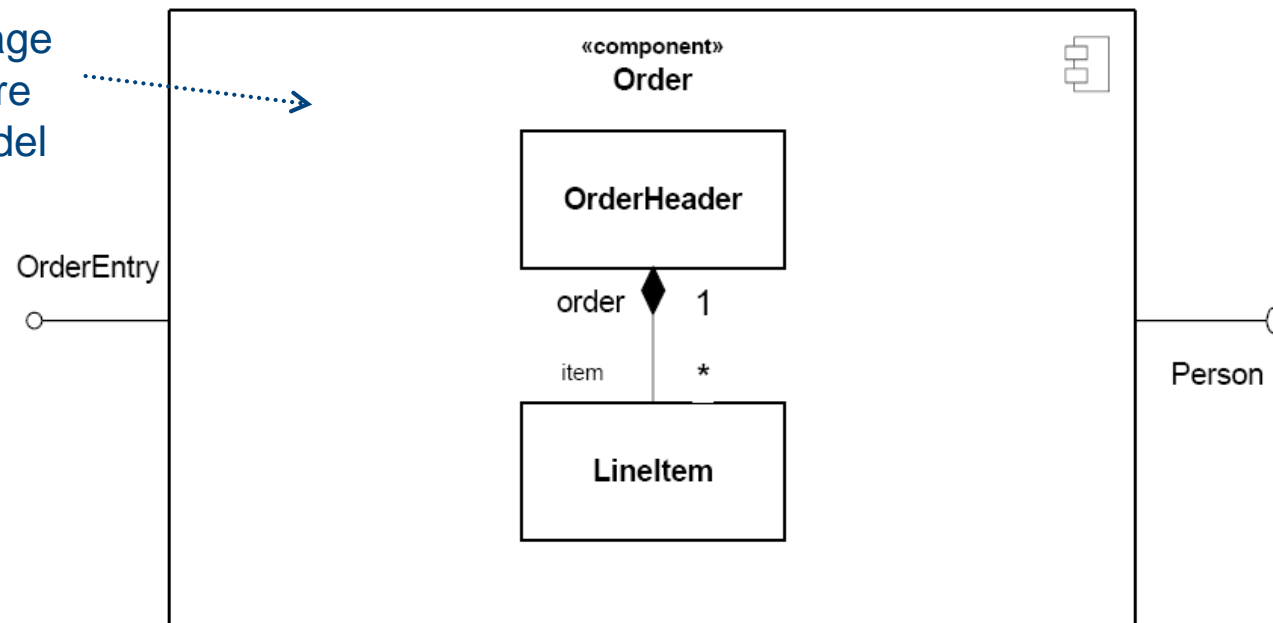 «component»
Order
OrderHeader
OrderEntry
order 1
item *
Person
LineItem